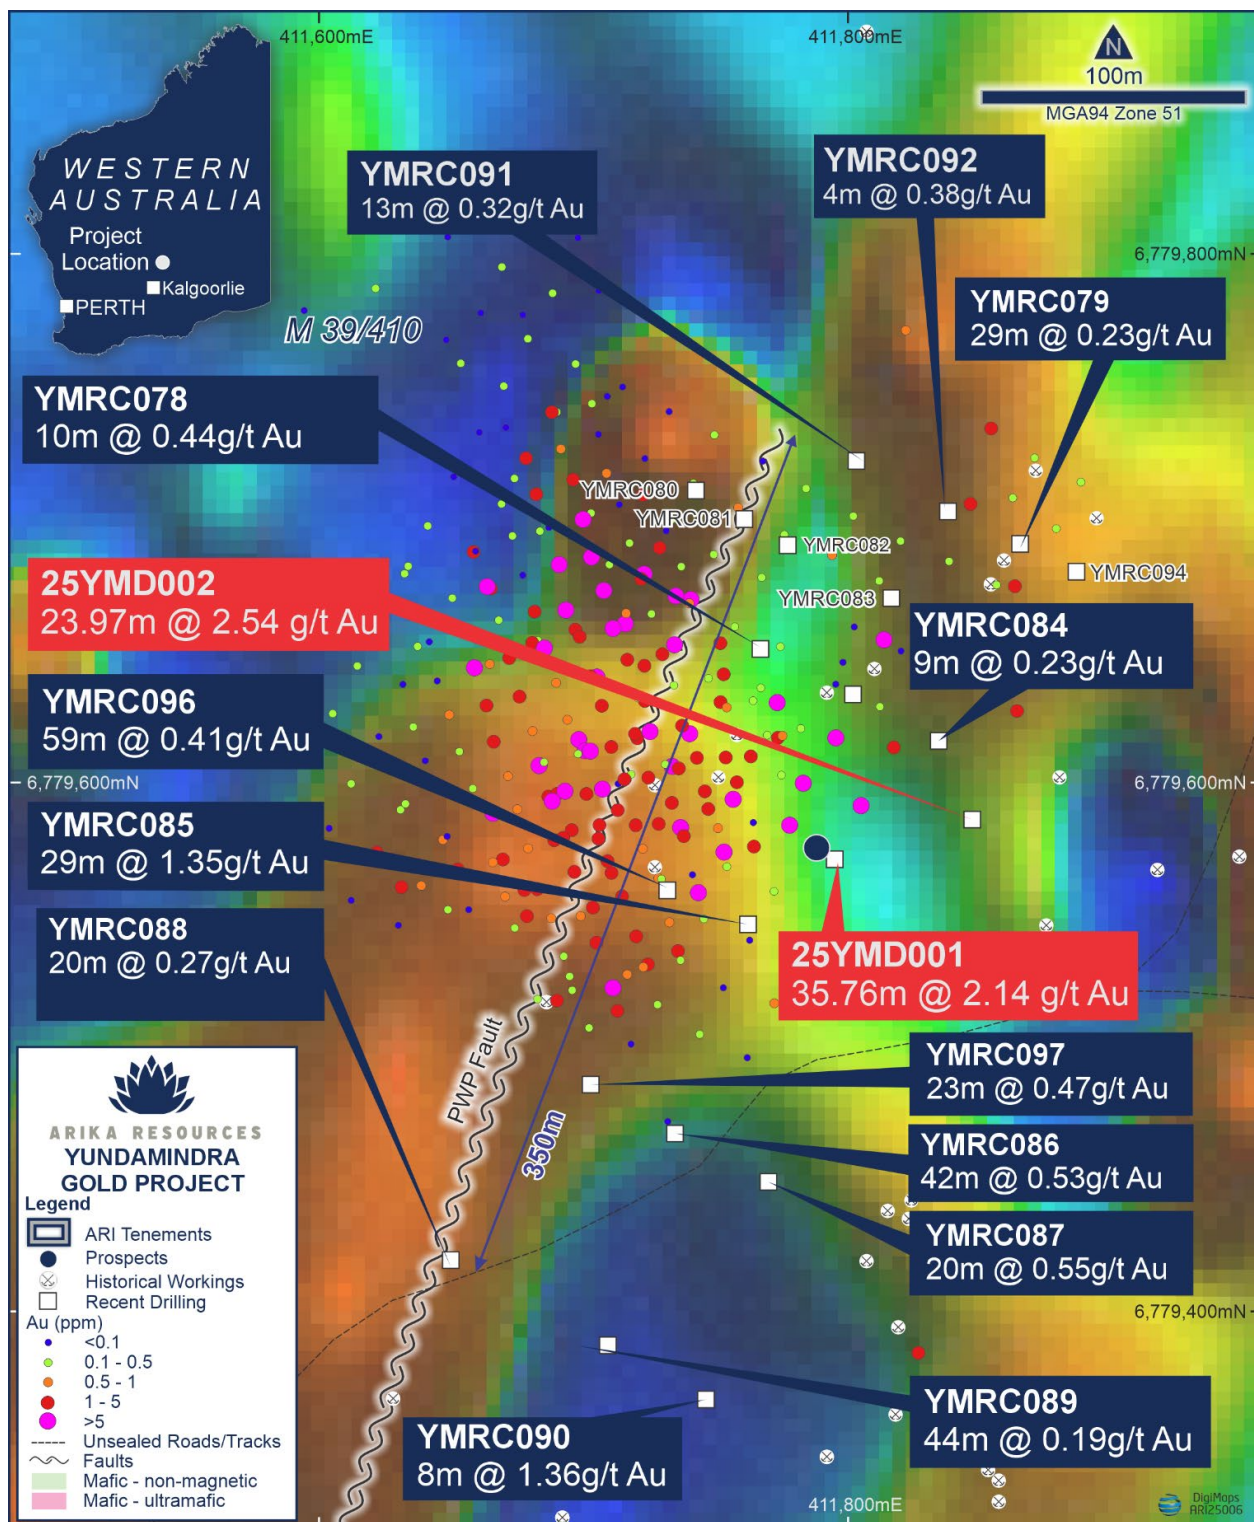 411,600mE
411,800mE
N
100m
MGA94 Zone 51
WESTERN
AUSTRALIA
Project
Location
Kalgoorlie
PERTH
M 39/410
YMRC091
13m @ 0.32g/t Au
YMRC092
4m @ 0.38g/t Au
6,779,800mN
YMRC079
29m @ 0.23g/t Au
YMRC078
10m @ 0.44g/t Au
YMRC080
YMRC081
YMRC082
YMRC094
YMRC083
25YMD002
23.97m @ 2.54 g/t Au
YMRC084
9m @ 0.23g/t Au
YMRC096
59m @ 0.41g/t Au
6,779,600mN
6,779,600mN
YMRC085
29m @ 1.35g/t Au
YMRC088
20m @ 0.27g/t Au
25YMD001
35.76m @ 2.14 g/t Au
PWP Fault
350m
YMRC097
23m @ 0.47g/t Au
YMRC086
42m @ 0.53g/t Au
YMRC087
20m @ 0.55g/t Au
6,779,400mN
YMRC089
44m @ 0.19g/t Au
YMRC090
8m @ 1.36g/t Au
ARIKA RESOURCES
YUNDAMINDRA
GOLD PROJECT
Legend
ARI Tenements
Prospects
Historical Workings
Recent Drilling
Au (ppm)
<0.1
0.1 - 0.5
0.5 - 1
1 - 5
>5
Unsealed Roads/Tracks
Faults
Mafic - non-magnetic
Mafic - ultramafic
411,800mE
DigiMaps
ARI25006